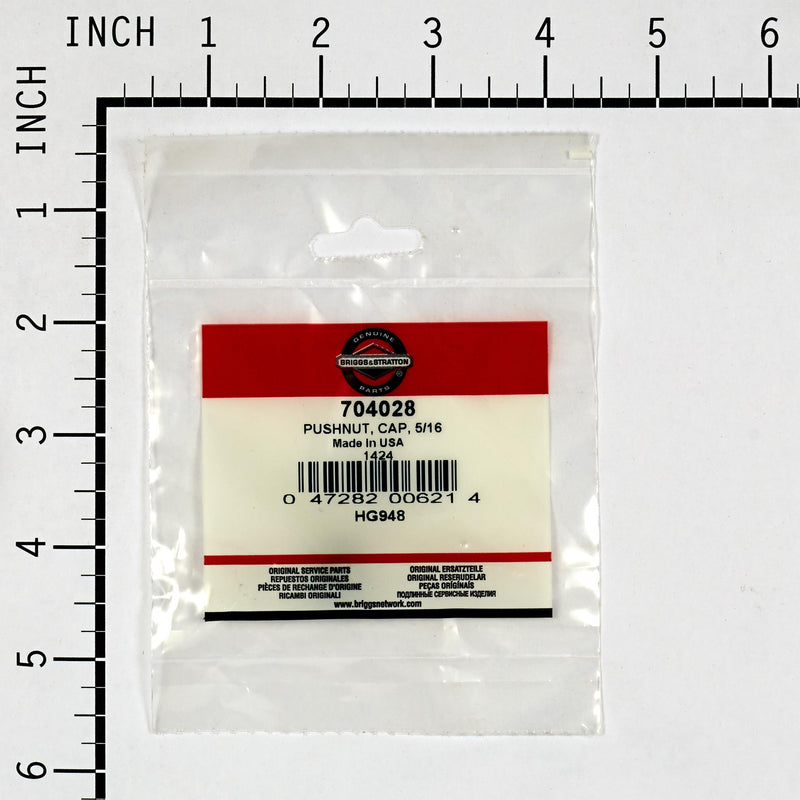 INCH 1 2 3 4 5 6
INCH
1
2
3
4
5
6
GENUINE
BRIGGS&STRATTON
®
PARTS
704028
PUSHNUT, CAP, 5/16
Made In USA
1424
0 47282 00621 4
HG948
ORIGINAL SERVICE PARTS ORIGINAL ERSATZTEILE
REPUESTOS ORIGINALES ORIGINAL RESERUDELAR
PIÈCES DE RECHANGE D'ORIGINE PEÇAS ORIGINAIS
RICAMBI ORIGINALI ПОДЛИННЫЕ СЕРВИСНЫЕ ИЗДЕЛИЯ
www.briggsnetwork.com